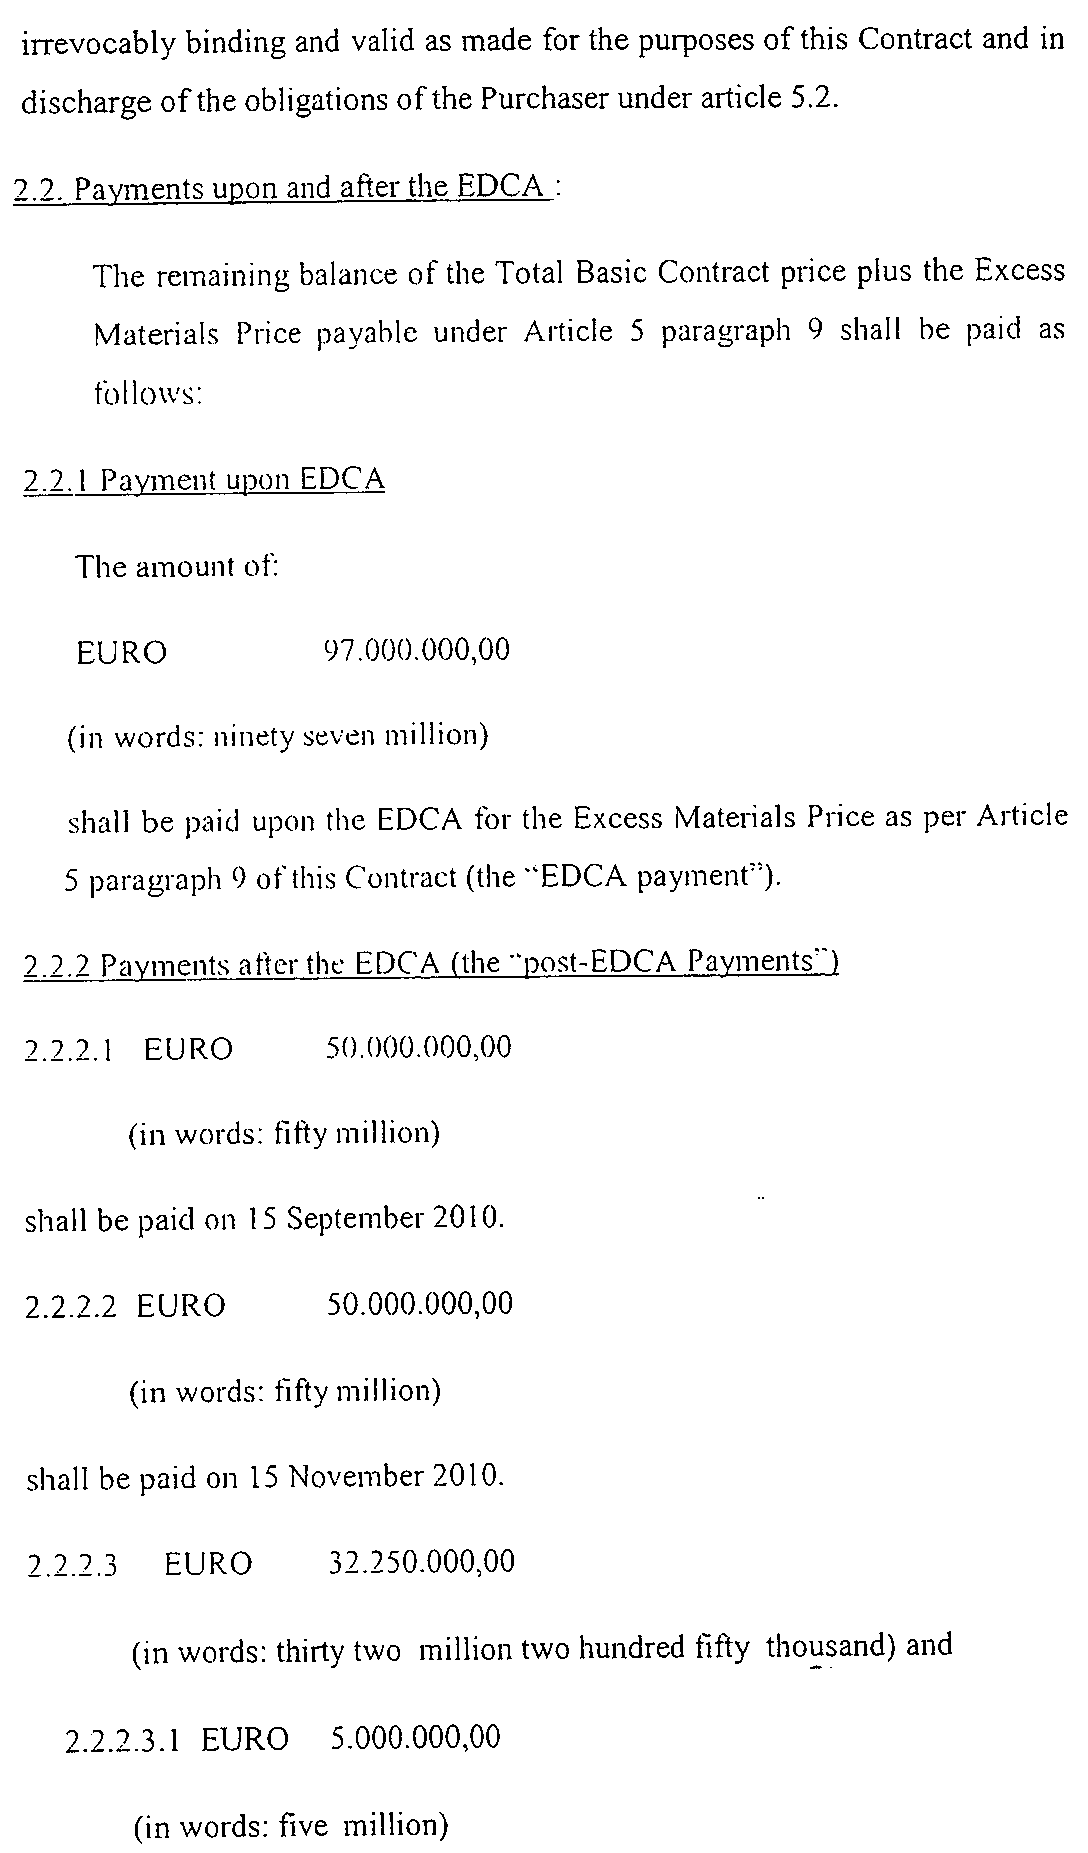 irrevocably binding and valid as made for the purposes of this Contract and in
discharge of the obligations of the Purchaser under article 5.2.
2.2. Payments upon and after the EDCA :
The remaining balance of the Total Basic Contract price plus the Excess
Materials Price payable under Article 5 paragraph 9 shall be paid as
follows:
2.2.1 Payment upon EDCA
The amount of:
EURO 97.000.000,00
(in words: ninety seven million)
shall be paid upon the EDCA for the Excess Materials Price as per Article
5 paragraph 9 of this Contract (the "EDCA payment").
2.2.2 Payments after the EDCA (the "post-EDCA Payments")
2.2.2.1 EURO 50.000.000,00
(in words: fifty million)
shall be paid on 15 September 2010.
2.2.2.2 EURO 50.000.000,00
(in words: fifty million)
shall be paid on 15 November 2010.
2.2.2.3 EURO 32.250.000,00
(in words: thirty two million two hundred fifty thousand) and
2.2.2.3.1 EURO 5.000.000,00
(in words: five million)